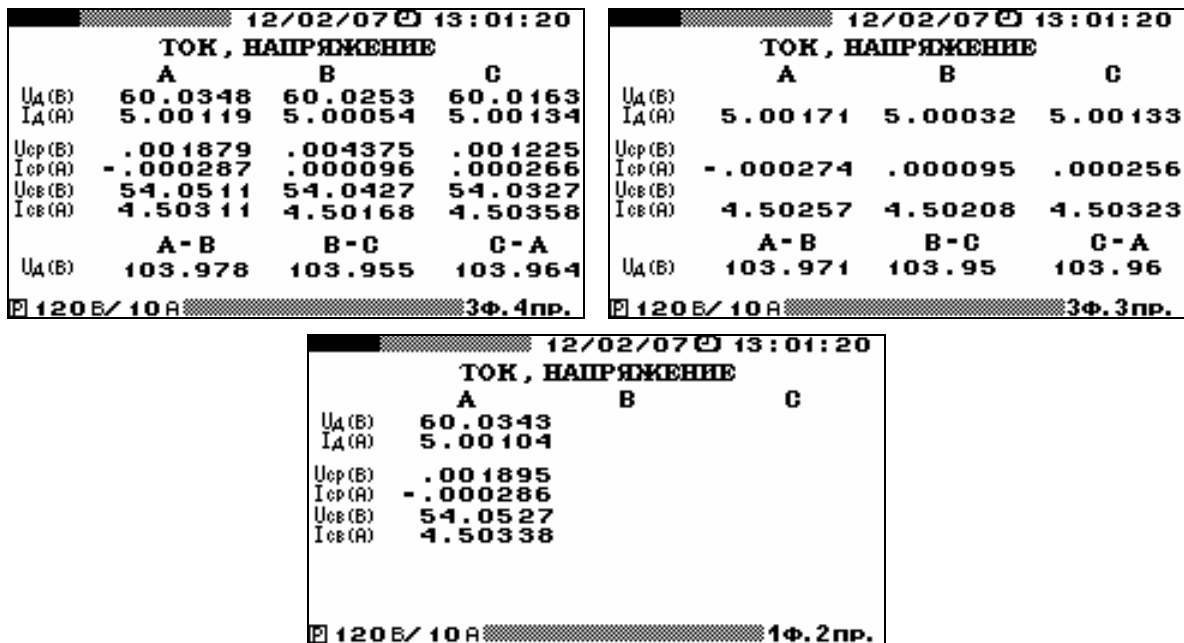 12/02/07 13:01:20
ТОК, НАПРЯЖЕНИЕ
A B C
Uд(В) 60.0348 60.0253 60.0163
Iд(А) 5.00119 5.00054 5.00134
Uср(В) .001879 .004375 .001225
Iср(А) -.000287 .000096 .000266
Uсв(В) 54.0511 54.0427 54.0327
Iсв(А) 4.50311 4.50168 4.50358
A-B B-C C-A
Uд(В) 103.978 103.955 103.964
P 120В/ 10А 3Ф.4пр.
12/02/07 13:01:20
ТОК, НАПРЯЖЕНИЕ
A B C
Uд(В)
Iд(А) 5.00171 5.00032 5.00133
Uср(В)
Iср(А) -.000274 .000095 .000256
Uсв(В)
Iсв(А) 4.50257 4.50208 4.50323
A-B B-C C-A
Uд(В) 103.971 103.95 103.96
P 120В/ 10А 3Ф.3пр.
12/02/07 13:01:20
ТОК, НАПРЯЖЕНИЕ
A B C
Uд(В) 60.0343
Iд(А) 5.00104
Uср(В) .001895
Iср(А) -.000286
Uсв(В) 54.0527
Iсв(А) 4.50338
P 120В/ 10А 1Ф.2пр.